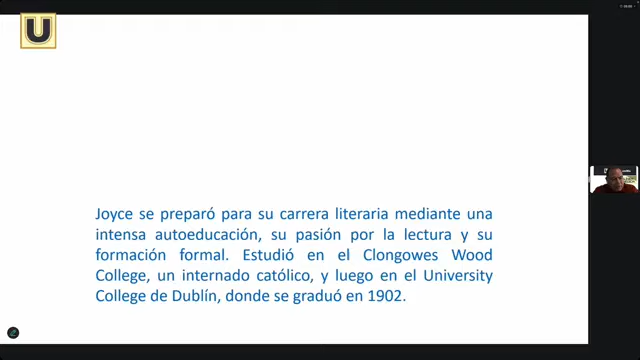 U
Joyce se preparó para su carrera literaria mediante una
intensa autoeducación, su pasión por la lectura y su
formación formal. Estudió en el Clongowes Wood
College, un internado católico, y luego en el University
College de Dublín, donde se graduó en 1902.